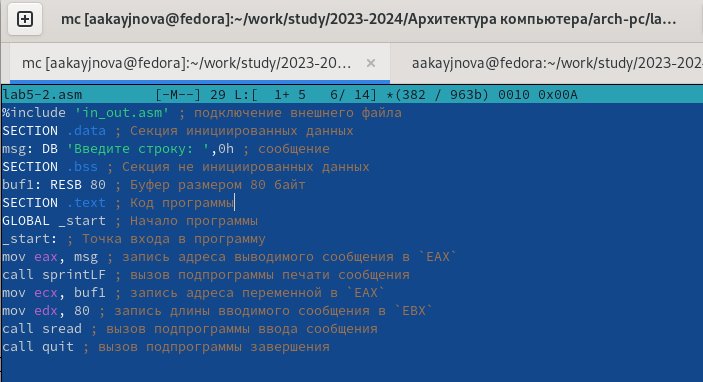 mc [aakayjnova@fedora]:~/work/study/2023-2024/Архитектура компьютера/arch-pc/la…
mc [aakayjnova@fedora]:~/work/study/2023-20… ×
aakayjnova@fedora:~/work/study/2023-202
lab5-2.asm [-M--] 29 L:[ 1+ 5 6/ 14] *(382 / 963b) 0010 0x00A
%include 'in_out.asm' ; подключение внешнего файла
SECTION .data ; Секция инициированных данных
msg: DB 'Введите строку: ',0h ; сообщение
SECTION .bss ; Секция не инициированных данных
buf1: RESB 80 ; Буфер размером 80 байт
SECTION .text ; Код программы
GLOBAL _start ; Начало программы
_start: ; Точка входа в программу
mov eax, msg ; запись адреса выводимого сообщения в `EAX`
call sprintLF ; вызов подпрограммы печати сообщения
mov ecx, buf1 ; запись адреса переменной в `EAX`
mov edx, 80 ; запись длины вводимого сообщения в `EBX`
call sread ; вызов подпрограммы ввода сообщения
call quit ; вызов подпрограммы завершения